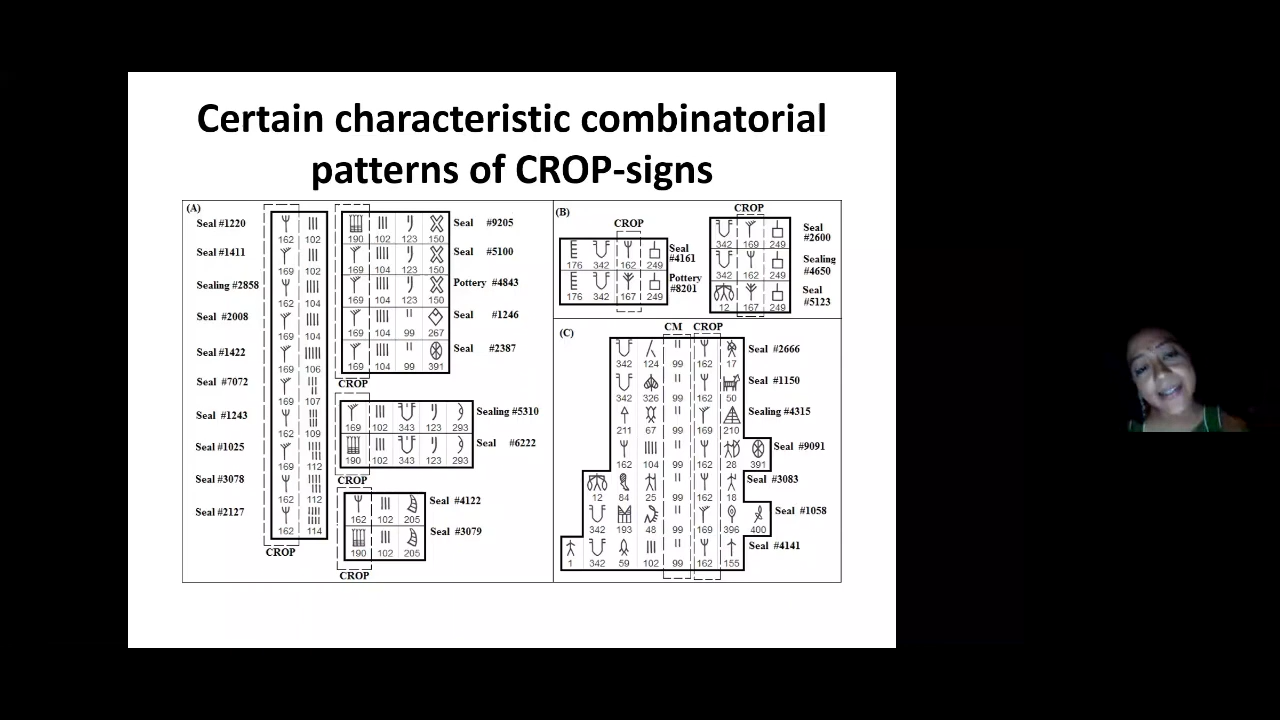 Certain characteristic combinatorial
patterns of CROP-signs
(A)
Seal #1220
162 102
Seal #1411
169 102
Sealing #2858
162 104
Seal #2008
169 104
Seal #1422
169 106
Seal #7072
169 107
Seal #1243
162 109
Seal #1025
169 112
Seal #3078
162 112
Seal #2127
162 114
CROP
190 102 123 150
Seal #9205
169 104 123 150
Seal #5100
169 104 123 150
Pottery #4843
169 104 99 267
Seal #1246
169 104 99 391
Seal #2387
CROP
169 102 343 123 293
Sealing #5310
190 102 343 123 293
Seal #6222
CROP
162 102 205
Seal #4122
190 102 205
Seal #3079
CROP
(B)
CROP
176 342 162 249
Seal
#4161
176 342 167 249
Pottery
#8201
CROP
342 169 249
Seal
#2600
342 162 249
Sealing
#4650
12 167 249
Seal
#5123
(C)
CM CROP
342 124 99 162 17
Seal #2666
342 326 99 162 50
Seal #1150
211 67 99 169 210
Sealing #4315
162 104 99 162 28 391
Seal #9091
12 84 25 99 162 18
Seal #3083
342 193 48 99 169 396 400
Seal #1058
1 342 59 102 99 162 155
Seal #4141